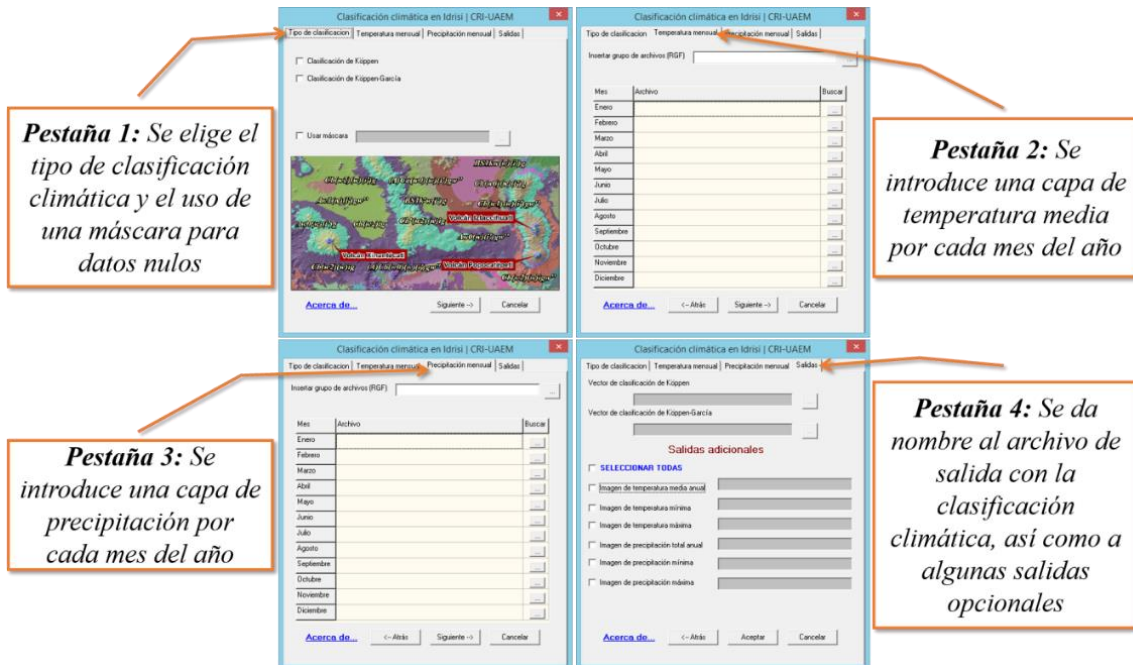 Pestaña 1: Se elige el
tipo de clasificación
climática y el uso de
una máscara para
datos nulos
Clasificación climática en Idrisi | CRI-UAEM
Tipo de clasificacion | Temperatura mensual | Precipitación mensual | Salidas |
Clasificación de Köppen
Clasificación de Köppen-García
Usar máscara
...
Volcán Iztaccíhuatl
Volcán Xinantécatl
Volcán Popocatépetl
Acerca de...
Siguiente -->
Cancelar
Clasificación climática en Idrisi | CRI-UAEM
Tipo de clasificacion | Temperatura mensual | Precipitación mensual | Salidas |
Insertar grupo de archivos (RGF)
...
Mes Archivo Buscar
Enero ...
Febrero ...
Marzo ...
Abril ...
Mayo ...
Junio ...
Julio ...
Agosto ...
Septiembre ...
Octubre ...
Noviembre ...
Diciembre ...
Acerca de...
<-- Atrás
Siguiente -->
Cancelar
Pestaña 2: Se
introduce una capa de
temperatura media
por cada mes del año
Pestaña 3: Se
introduce una capa de
precipitación por
cada mes del año
Clasificación climática en Idrisi | CRI-UAEM
Tipo de clasificacion | Temperatura mensual | Precipitación mensual | Salidas |
Insertar grupo de archivos (RGF)
...
Mes Archivo Buscar
Enero ...
Febrero ...
Marzo ...
Abril ...
Mayo ...
Junio ...
Julio ...
Agosto ...
Septiembre ...
Octubre ...
Noviembre ...
Diciembre ...
Acerca de...
<-- Atrás
Siguiente -->
Cancelar
Clasificación climática en Idrisi | CRI-UAEM
Tipo de clasificacion | Temperatura mensual | Precipitación mensual | Salidas |
Vector de clasificación de Köppen
...
Vector de clasificación de Köppen-García
...
Salidas adicionales
SELECCIONAR TODAS
Imagen de temperatura media anual
Imagen de temperatura mínima
Imagen de temperatura máxima
Imagen de precipitación total anual
Imagen de precipitación mínima
Imagen de precipitación máxima
Acerca de...
<-- Atrás
Aceptar
Cancelar
Pestaña 4: Se da
nombre al archivo de
salida con la
clasificación
climática, así como a
algunas salidas
opcionales